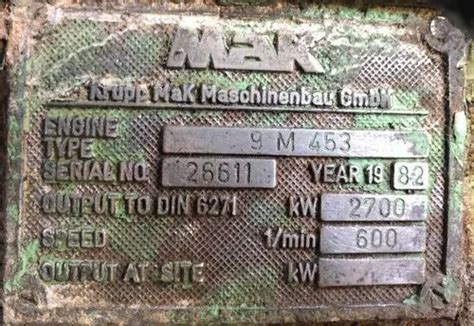 MaK
Krupp MaK Maschinenbau GmbH
ENGINE TYPE 9 M 453
SERIAL NO. 26611 YEAR 19 82
OUTPUT TO DIN 6271 kW 2700
SPEED 1/min 600
OUTPUT AT SITE kW